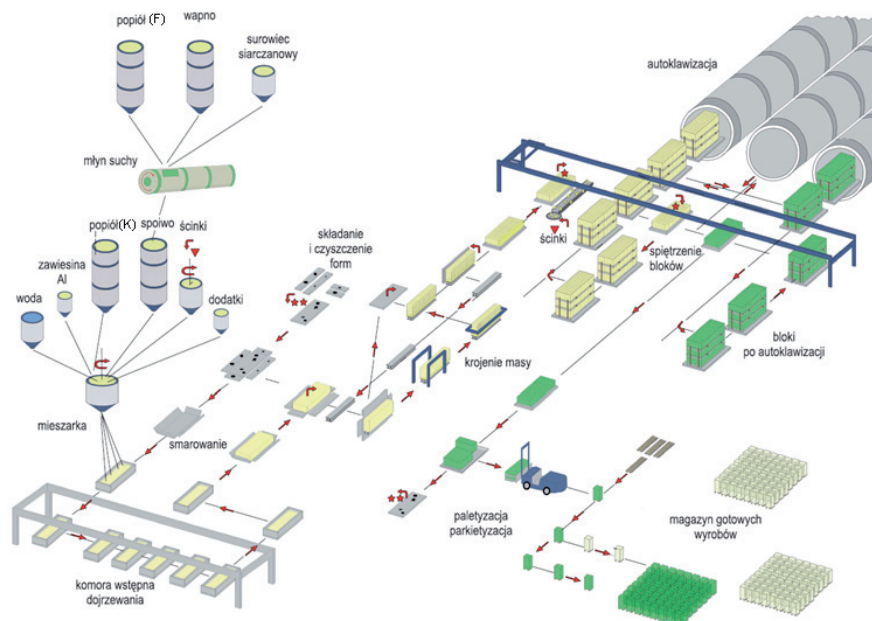 popiół (F)
wapno
surowiec
siarczanowy
autoklawizacja
młyn suchy
popiół(K)
spoiwo
ścinki
zawiesina
Al
woda
dodatki
składanie
i czyszczenie
form
ścinki
spiętrzenie
bloków
krojenie masy
bloki
po autoklawizacji
mieszarka
smarowanie
paletyzacja
parkietyzacja
magazyn gotowych
wyrobów
komora wstępna
dojrzewania